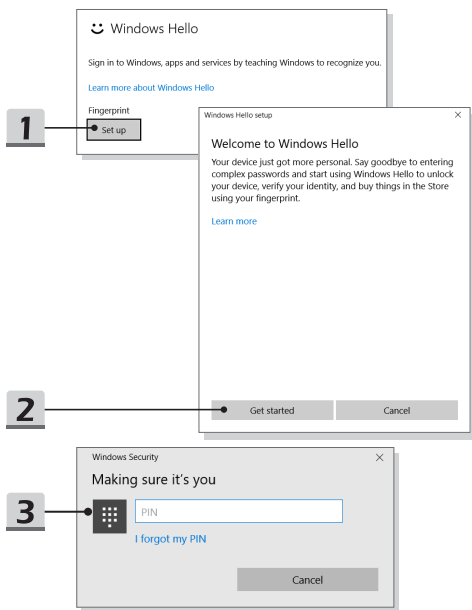 Windows Hello
Sign in to Windows, apps and services by teaching Windows to recognize you.
Learn more about Windows Hello
Fingerprint
1
Set up
Windows Hello setup
Welcome to Windows Hello
Your device just got more personal. Say goodbye to entering
complex passwords and start using Windows Hello to unlock
your device, verify your identity, and buy things in the Store
using your fingerprint.
Learn more
2
Get started
Cancel
Windows Security
Making sure it's you
3
PIN
I forgot my PIN
Cancel